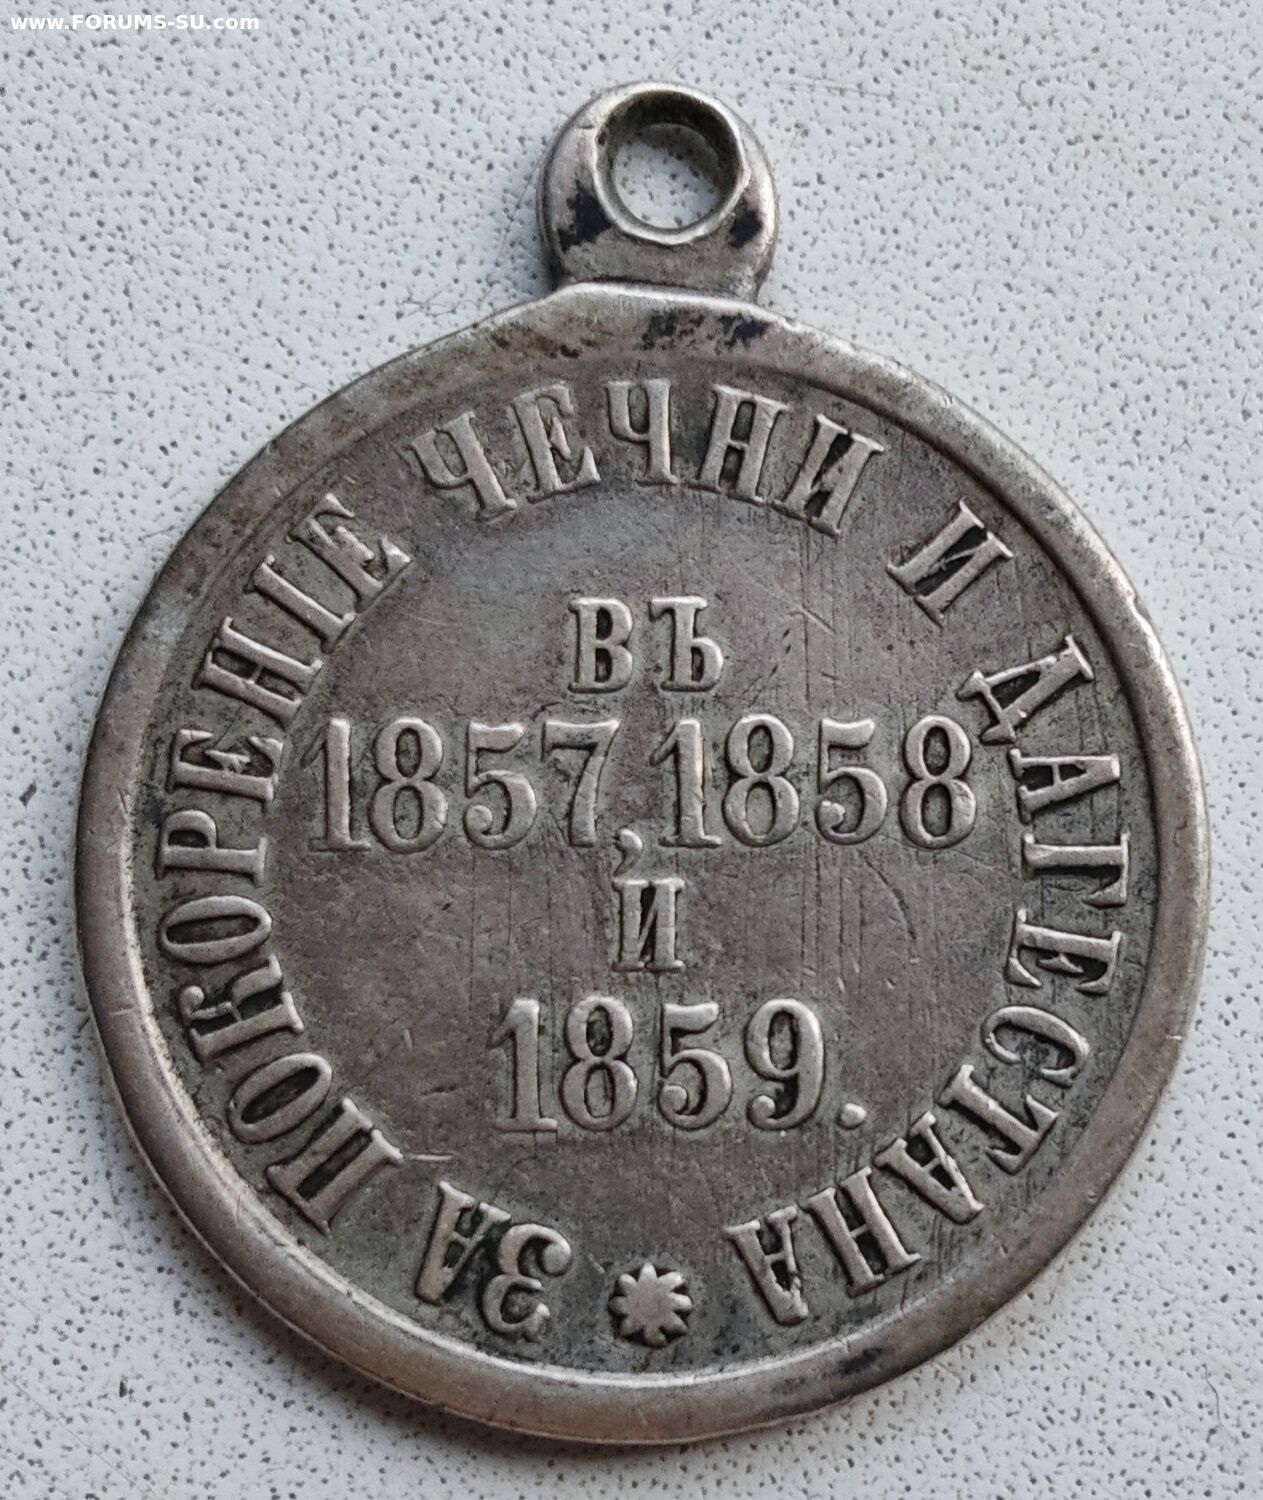 www.FORUMS-SU.com
ЗА ПОКОРЕНІЕ ЧЕЧНИ И ДАГЕСТАНА
ВЪ
1857, 1858
И
1859.